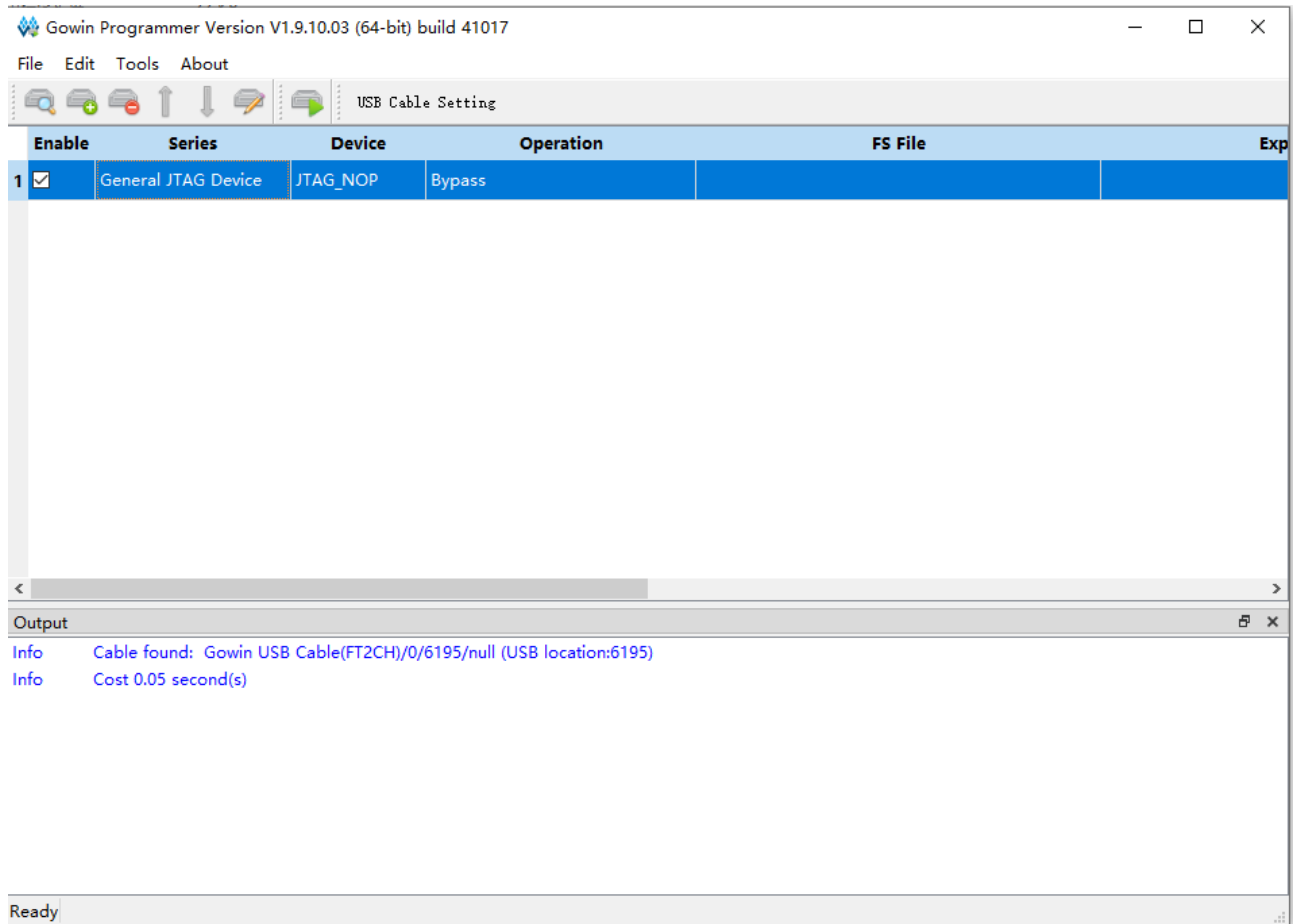 Gowin Programmer Version V1.9.10.03 (64-bit) build 41017
File Edit Tools About
USB Cable Setting
Enable Series Device Operation FS File Exp
1 General JTAG Device JTAG_NOP Bypass
Output
Info Cable found: Gowin USB Cable(FT2CH)/0/6195/null (USB location:6195)
Info Cost 0.05 second(s)
Ready